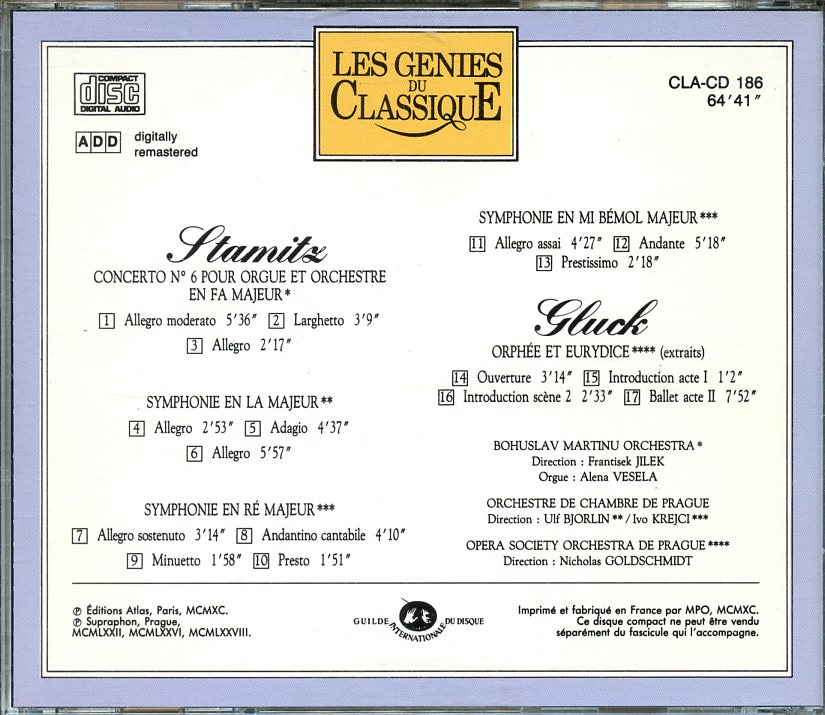 COMPACT
disc
DIGITAL AUDIO
ADD digitally
remastered
LES GENIES
DU
CLASSIQUE
CLA-CD 186
64'41"
Stamitz
CONCERTO N° 6 POUR ORGUE ET ORCHESTRE
EN FA MAJEUR*
1 Allegro moderato 5'36" 2 Larghetto 3'9"
3 Allegro 2'17"
SYMPHONIE EN LA MAJEUR**
4 Allegro 2'53" 5 Adagio 4'37"
6 Allegro 5'57"
SYMPHONIE EN RÉ MAJEUR***
7 Allegro sostenuto 3'14" 8 Andantino cantabile 4'10"
9 Minuetto 1'58" 10 Presto 1'51"
SYMPHONIE EN MI BÉMOL MAJEUR***
11 Allegro assai 4'27" 12 Andante 5'18"
13 Prestissimo 2'18"
Gluck
ORPHÉE ET EURYDICE**** (extraits)
14 Ouverture 3'14" 15 Introduction acte I 1'2"
16 Introduction scène 2 2'33" 17 Ballet acte II 7'52"
BOHUSLAV MARTINU ORCHESTRA*
Direction : Frantisek JILEK
Orgue : Alena VESELA
ORCHESTRE DE CHAMBRE DE PRAGUE
Direction : Ulf BJORLIN**/Ivo KREJCI***
OPERA SOCIETY ORCHESTRA DE PRAGUE****
Direction : Nicholas GOLDSCHMIDT
℗ Éditions Atlas, Paris, MCMXC.
℗ Supraphon, Prague,
MCMLXXII, MCMLXXVI, MCMLXXVIII.
GUILDE INTERNATIONALE DU DISQUE
Imprimé et fabriqué en France par MPO, MCMXC.
Ce disque compact ne peut être vendu
séparément du fascicule qui l'accompagne.